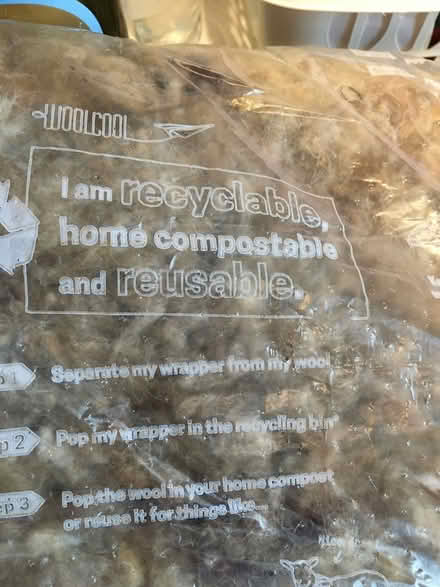 WOOLCOOL
I am recyclable,
home compostable
and reusable.
Separate my wrapper from my wool
p 2
Pop my wrapper in the recycling bin*
ep 3
Pop the wool in your home compost
or reuse it for things like...